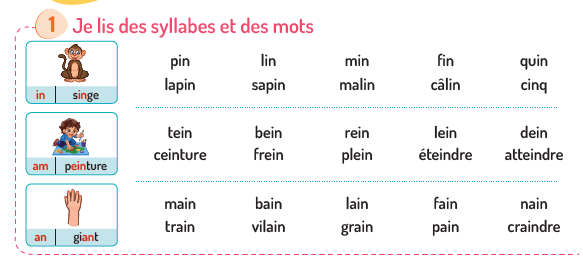 1 Je lis des syllabes et des mots
in singe
pin lin min fin quin
lapin sapin malin câlin cinq
am peinture
tein bein rein lein dein
ceinture frein plein éteindre atteindre
an giant
main bain lain fain nain
train vilain grain pain craindre